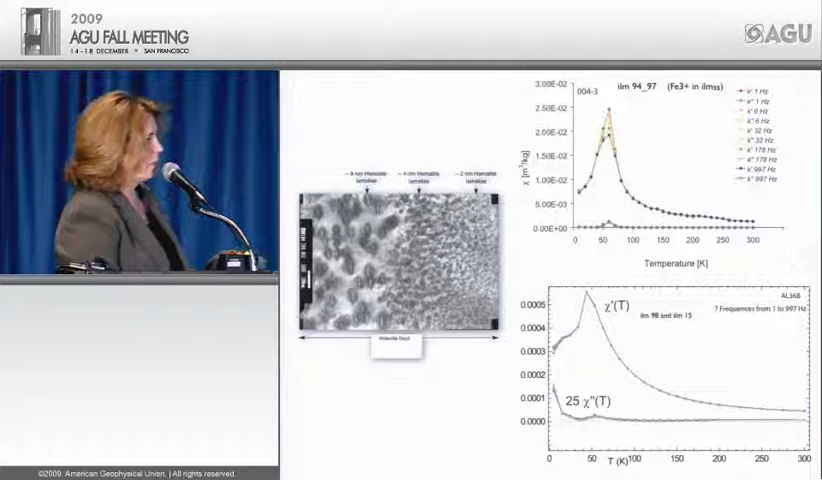 2009
AGU FALL MEETING
14-18 DECEMBER • SAN FRANCISCO
AGU
~ 8 nm Hematite lamellae
~ 4 nm Hematite lamellae
~ 2 nm Hematite lamellae
Ilmenite host
ilm 94_97 (Fe3+ in ilmss)
004-3
3.00E-02
2.50E-02
2.00E-02
1.50E-02
1.00E-02
5.00E-03
0.00E+00
χ [m³/kg]
0 50 100 150 200 250 300
Temperature [K]
k' 1 Hz
k" 1 Hz
k' 6 Hz
k" 6 Hz
k' 32 Hz
k" 32 Hz
k' 178 Hz
k" 178 Hz
k' 997 Hz
k" 997 Hz
AL36B
χ'(T)
7 Frequencies from 1 to 997 Hz
ilm 98 and ilm 15
25 χ"(T)
0.0005
0.0004
0.0003
0.0002
0.0001
0.0000
0 50 100 150 200 250 300
T (K)
©2009. American Geophysical Union. | All rights reserved.